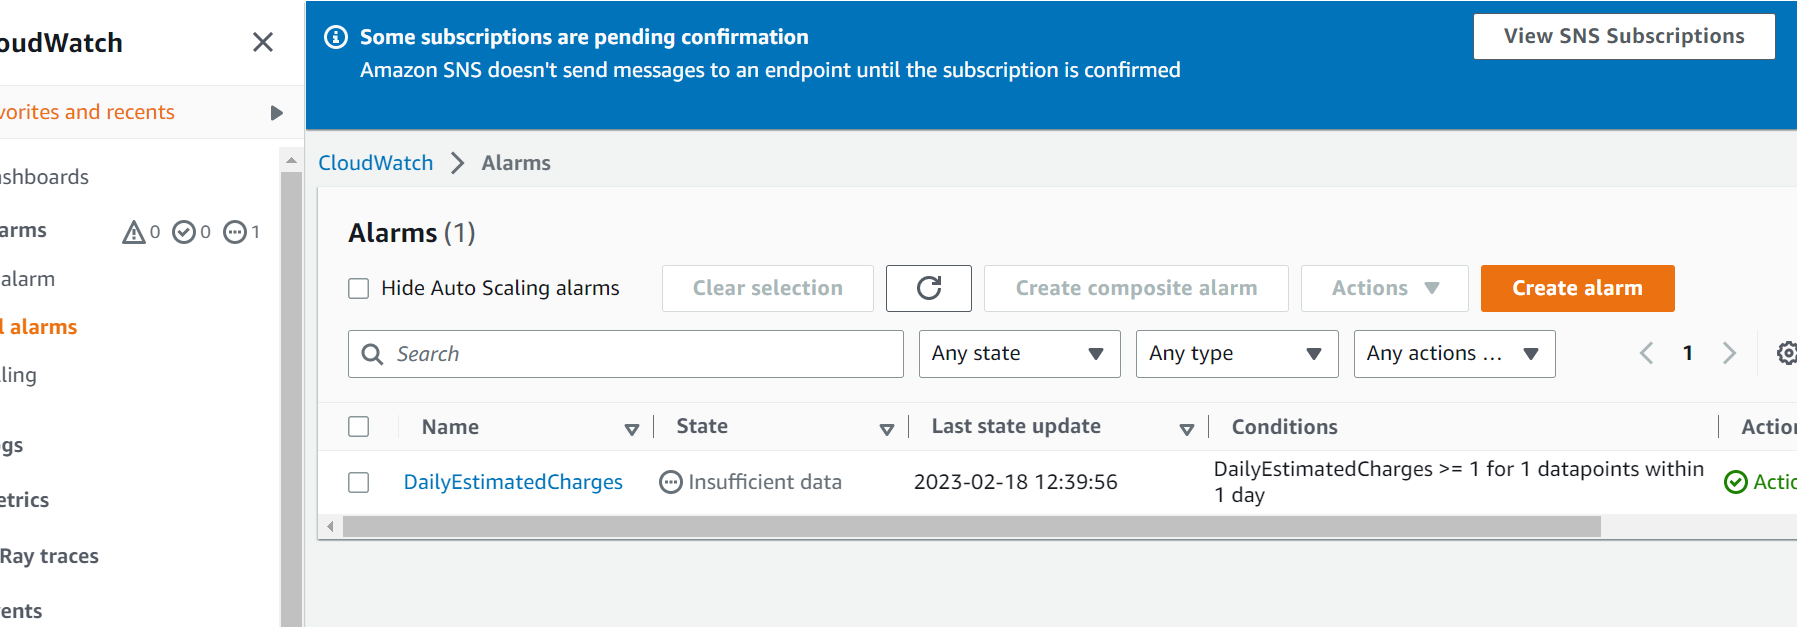 oudWatch
Some subscriptions are pending confirmation
Amazon SNS doesn't send messages to an endpoint until the subscription is confirmed
View SNS Subscriptions
vorites and recents
shboards
arms 0 0 1
alarm
l alarms
ling
gs
etrics
Ray traces
ents
CloudWatch Alarms
Alarms (1)
Hide Auto Scaling alarms
Clear selection
Create composite alarm
Actions
Create alarm
Search
Any state
Any type
Any actions ...
1
Name State Last state update Conditions Action
DailyEstimatedCharges Insufficient data 2023-02-18 12:39:56 DailyEstimatedCharges >= 1 for 1 datapoints within
1 day
Actio